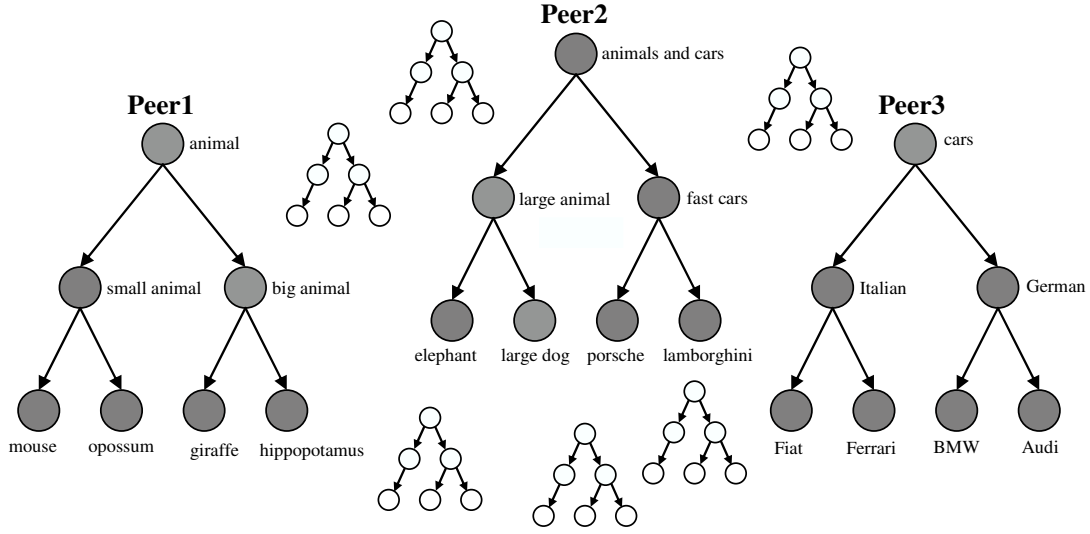 Peer2
animals and cars
Peer1
Peer3
animal
cars
large animal
fast cars
small animal
big animal
Italian
German
elephant
large dog
porsche
lamborghini
mouse
opossum
giraffe
hippopotamus
Fiat
Ferrari
BMW
Audi